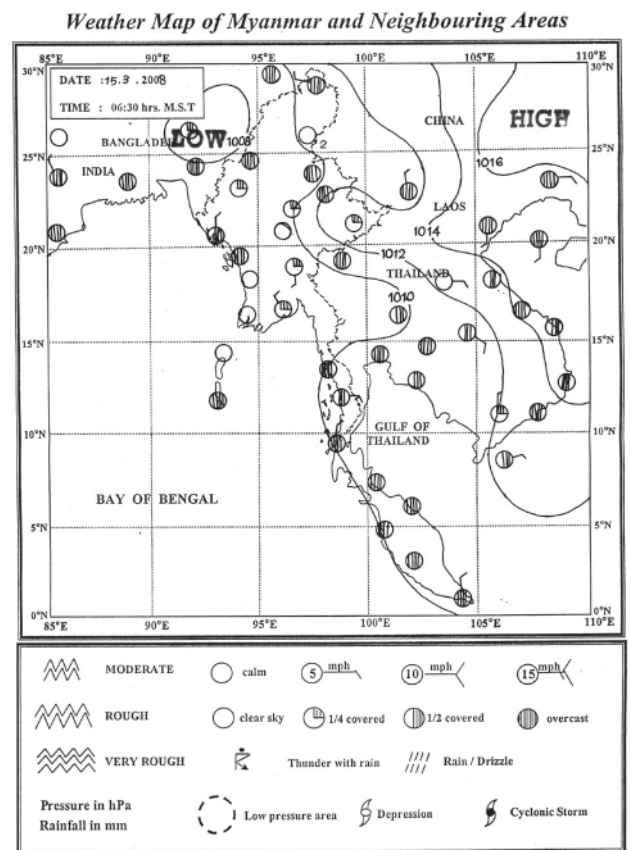 Weather Map of Myanmar and Neighbouring Areas
85°E 90°E 95°E 100°E 105°E 110°E
30°N 30°N
DATE : 15.3 . 2008
TIME : 06:30 hrs. M.S.T
CHINA
HIGH
LOW
1008
BANGLADESH
2
25°N 25°N
INDIA
1016
LAOS
1014
20°N 20°N
1012
THAILAND
1010
15°N 15°N
10°N 10°N
GULF OF
THAILAND
BAY OF BENGAL
5°N 5°N
0°N 0°N
85°E 90°E 95°E 100°E 105°E 110°E
MODERATE calm 5 mph 10 mph 15 mph
ROUGH clear sky 1/4 covered 1/2 covered overcast
VERY ROUGH Thunder with rain Rain / Drizzle
Pressure in hPa
Rainfall in mm
Low pressure area Depression Cyclonic Storm